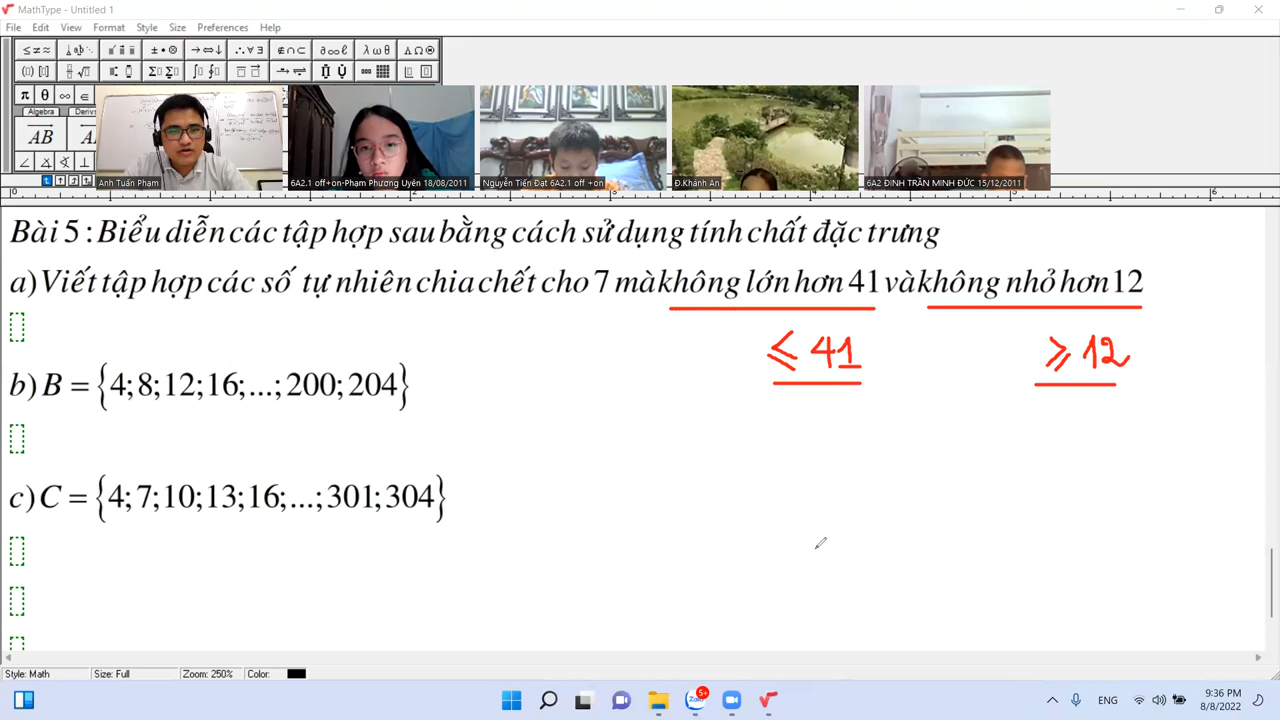 MathType - Untitled 1
File Edit View Format Style Size Preferences Help
Algebra
Anh Tuấn Phạm
6A2.1 off+on-Phạm Phương Uyên 18/08/2011
Nguyễn Tiến Đạt 6A2.1 off +on
Đ.Khánh An
6A2 ĐINH TRẦN MINH ĐỨC 15/12/2011
Bài 5 : Biểu diễn các tập hợp sau bằng cách sử dụng tính chất đặc trưng
a) Viết tập hợp các số tự nhiên chia chết cho 7 mà không lớn hơn 41 và không nhỏ hơn 12
≤ 41 ≥ 12
b) B = {4;8;12;16;...;200;204}
c) C = {4;7;10;13;16;...;301;304}
Style: Math Size: Full Zoom: 250% Color:
Zalo 5+
ENG
9:36 PM
8/8/2022